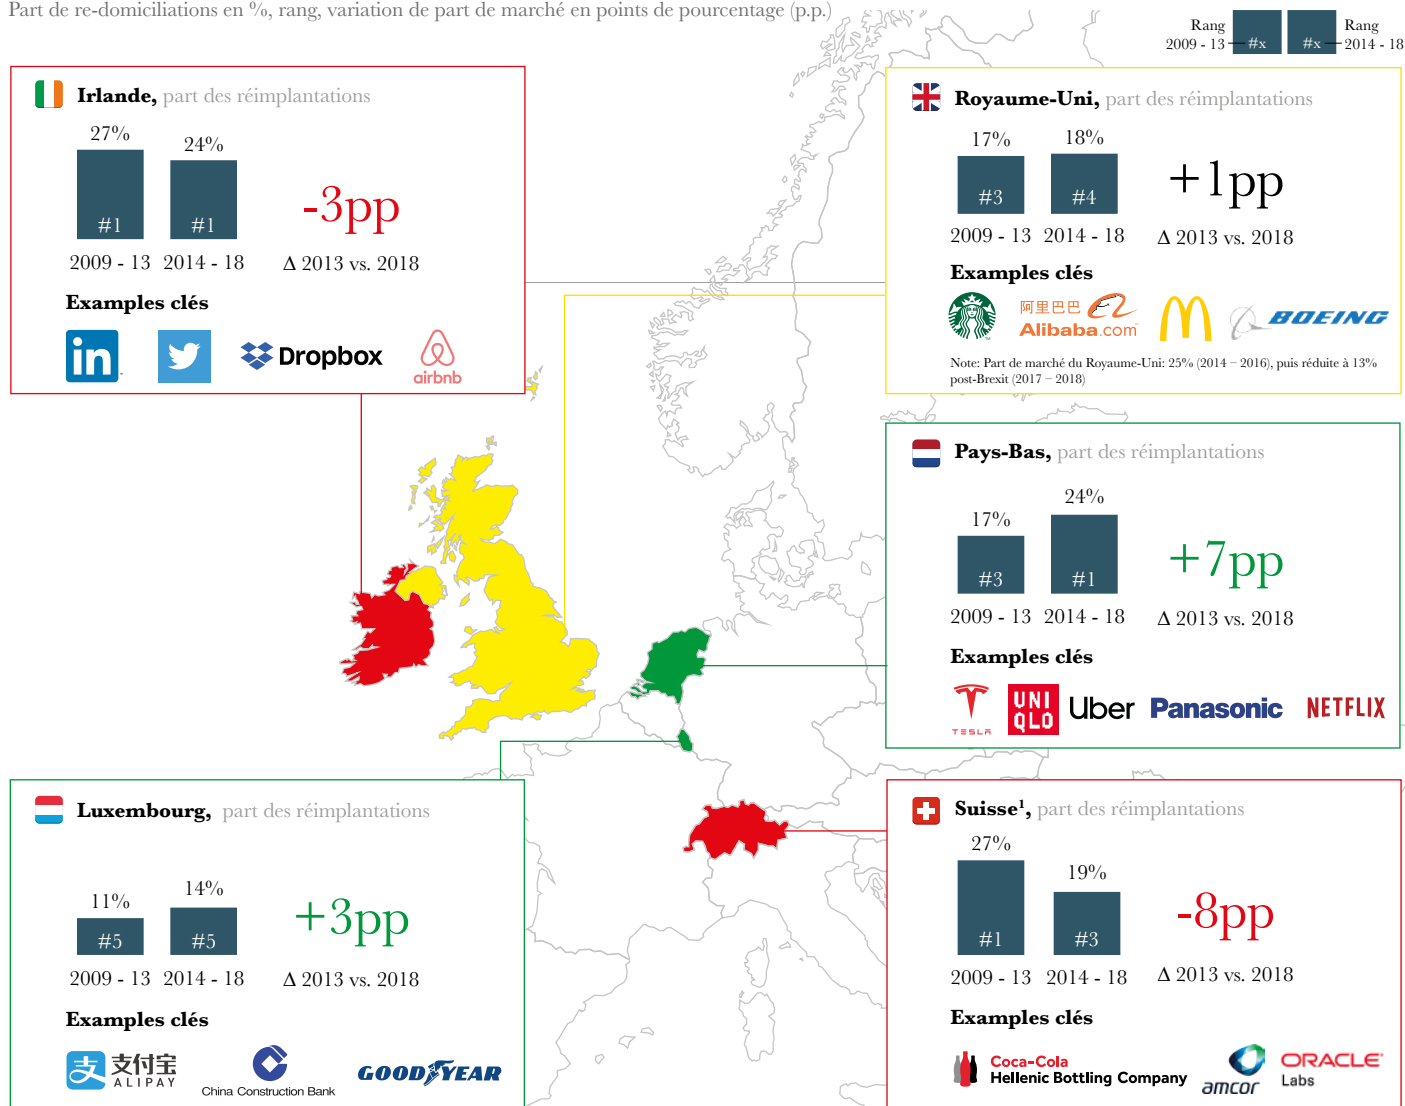 Part de re-domiciliations en %, rang, variation de part de marché en points de pourcentage (p.p.)
Rang
2009 - 13
#x
#x
Rang
2014 - 18
Irlande, part des réimplantations
27%
24%
#1
#1
-3pp
2009 - 13
2014 - 18
Δ 2013 vs. 2018
Examples clés
in
Dropbox
airbnb
Royaume-Uni, part des réimplantations
17%
18%
#3
#4
+1pp
2009 - 13
2014 - 18
Δ 2013 vs. 2018
Examples clés
阿里巴巴
Alibaba.com
BOEING
Note: Part de marché du Royaume-Uni: 25% (2014 – 2016), puis réduite à 13%
post-Brexit (2017 – 2018)
Pays-Bas, part des réimplantations
17%
24%
#3
#1
+7pp
2009 - 13
2014 - 18
Δ 2013 vs. 2018
Examples clés
TESLA
UNI
QLO
Uber
Panasonic
NETFLIX
Luxembourg, part des réimplantations
11%
14%
#5
#5
+3pp
2009 - 13
2014 - 18
Δ 2013 vs. 2018
Examples clés
支
支付宝
ALIPAY
China Construction Bank
GOODYEAR
Suisse¹, part des réimplantations
27%
19%
#1
#3
-8pp
2009 - 13
2014 - 18
Δ 2013 vs. 2018
Examples clés
Coca-Cola
Hellenic Bottling Company
amcor
ORACLE
Labs